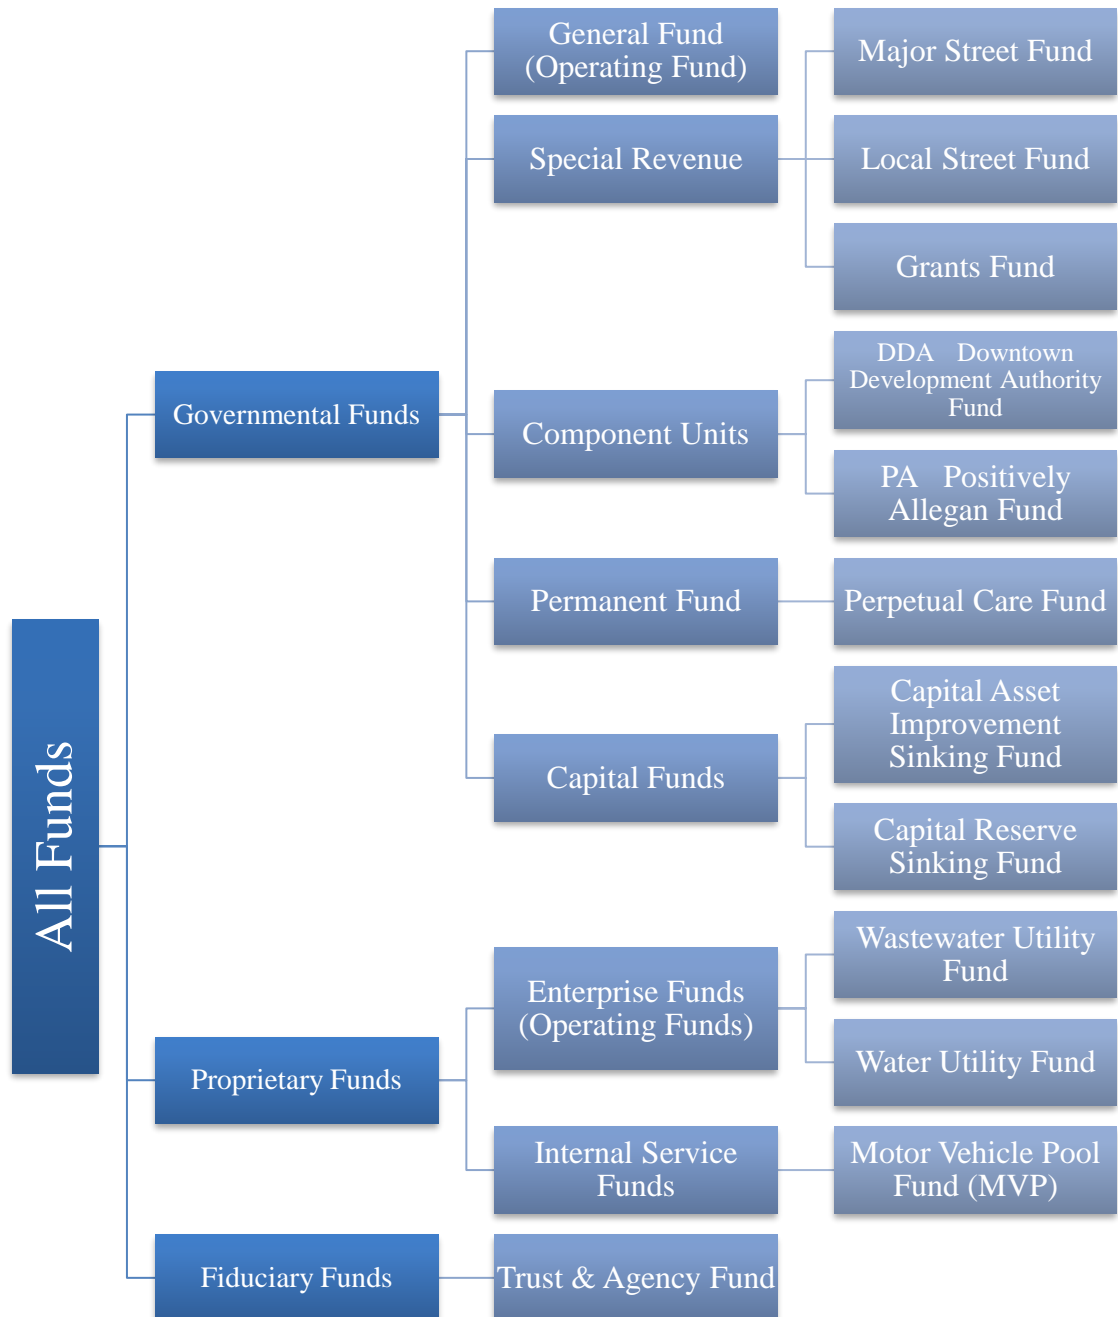 All Funds
Governmental Funds
General Fund
(Operating Fund)
Special Revenue
Major Street Fund
Local Street Fund
Grants Fund
Component Units
DDA Downtown
Development Authority
Fund
PA Positively
Allegan Fund
Permanent Fund
Perpetual Care Fund
Capital Funds
Capital Asset
Improvement
Sinking Fund
Capital Reserve
Sinking Fund
Proprietary Funds
Enterprise Funds
(Operating Funds)
Wastewater Utility
Fund
Water Utility Fund
Internal Service
Funds
Motor Vehicle Pool
Fund (MVP)
Fiduciary Funds
Trust & Agency Fund